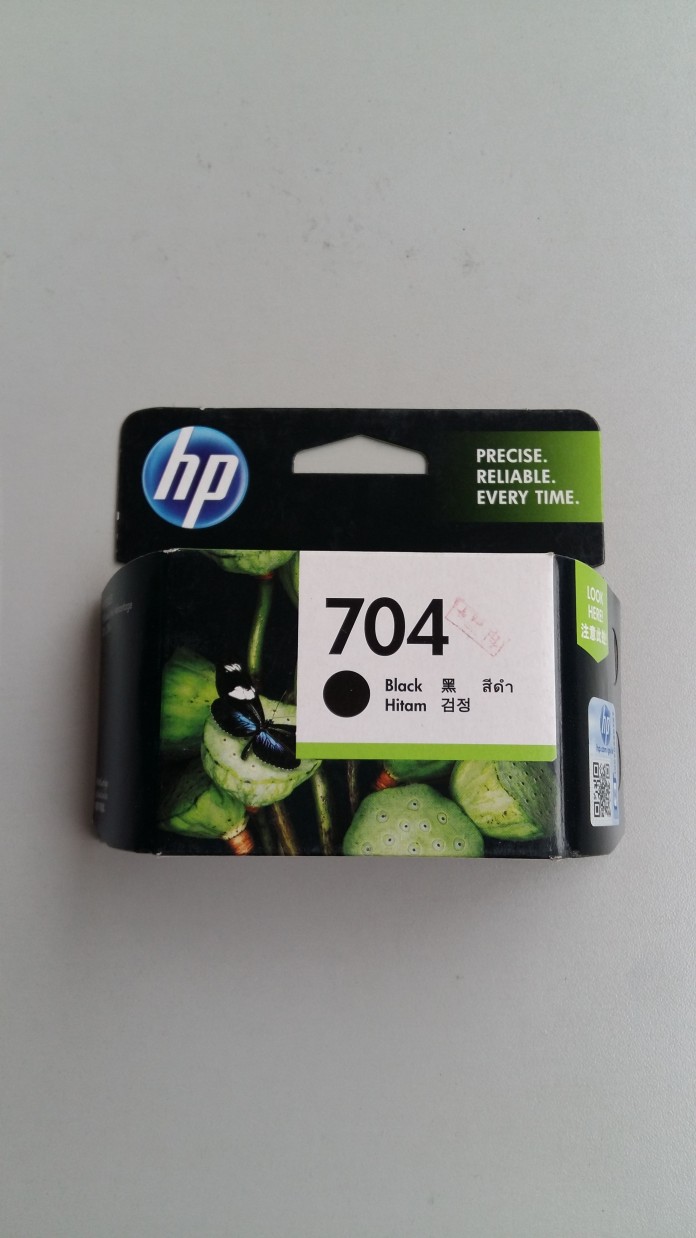 hp
PRECISE.
RELIABLE.
EVERY TIME.
704
Black 黑 สีดำ
Hitam 검정
LOOK
HERE!
注意此
hp